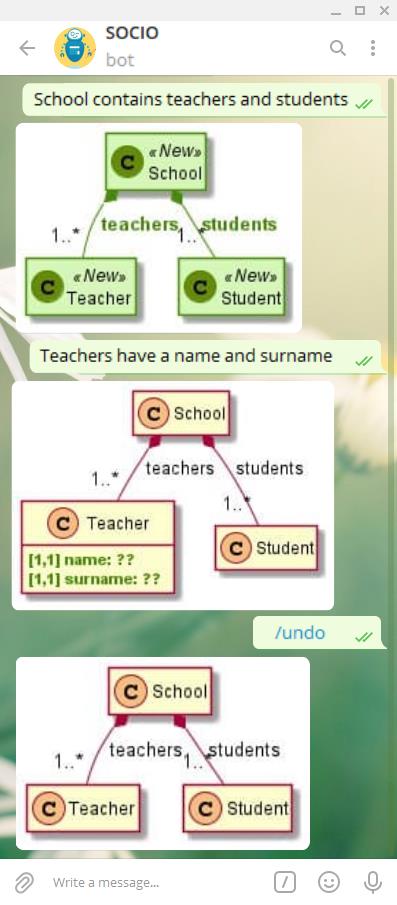 SOCIO
bot
School contains teachers and students
C «New» School
teachers students
1..* 1..*
C «New» Teacher C «New» Student
Teachers have a name and surname
C School
teachers students
1..* 1..*
C Teacher
[1,1] name: ??
[1,1] surname: ??
C Student
/undo
C School
teachers students
1..* 1..*
C Teacher C Student
Write a message...